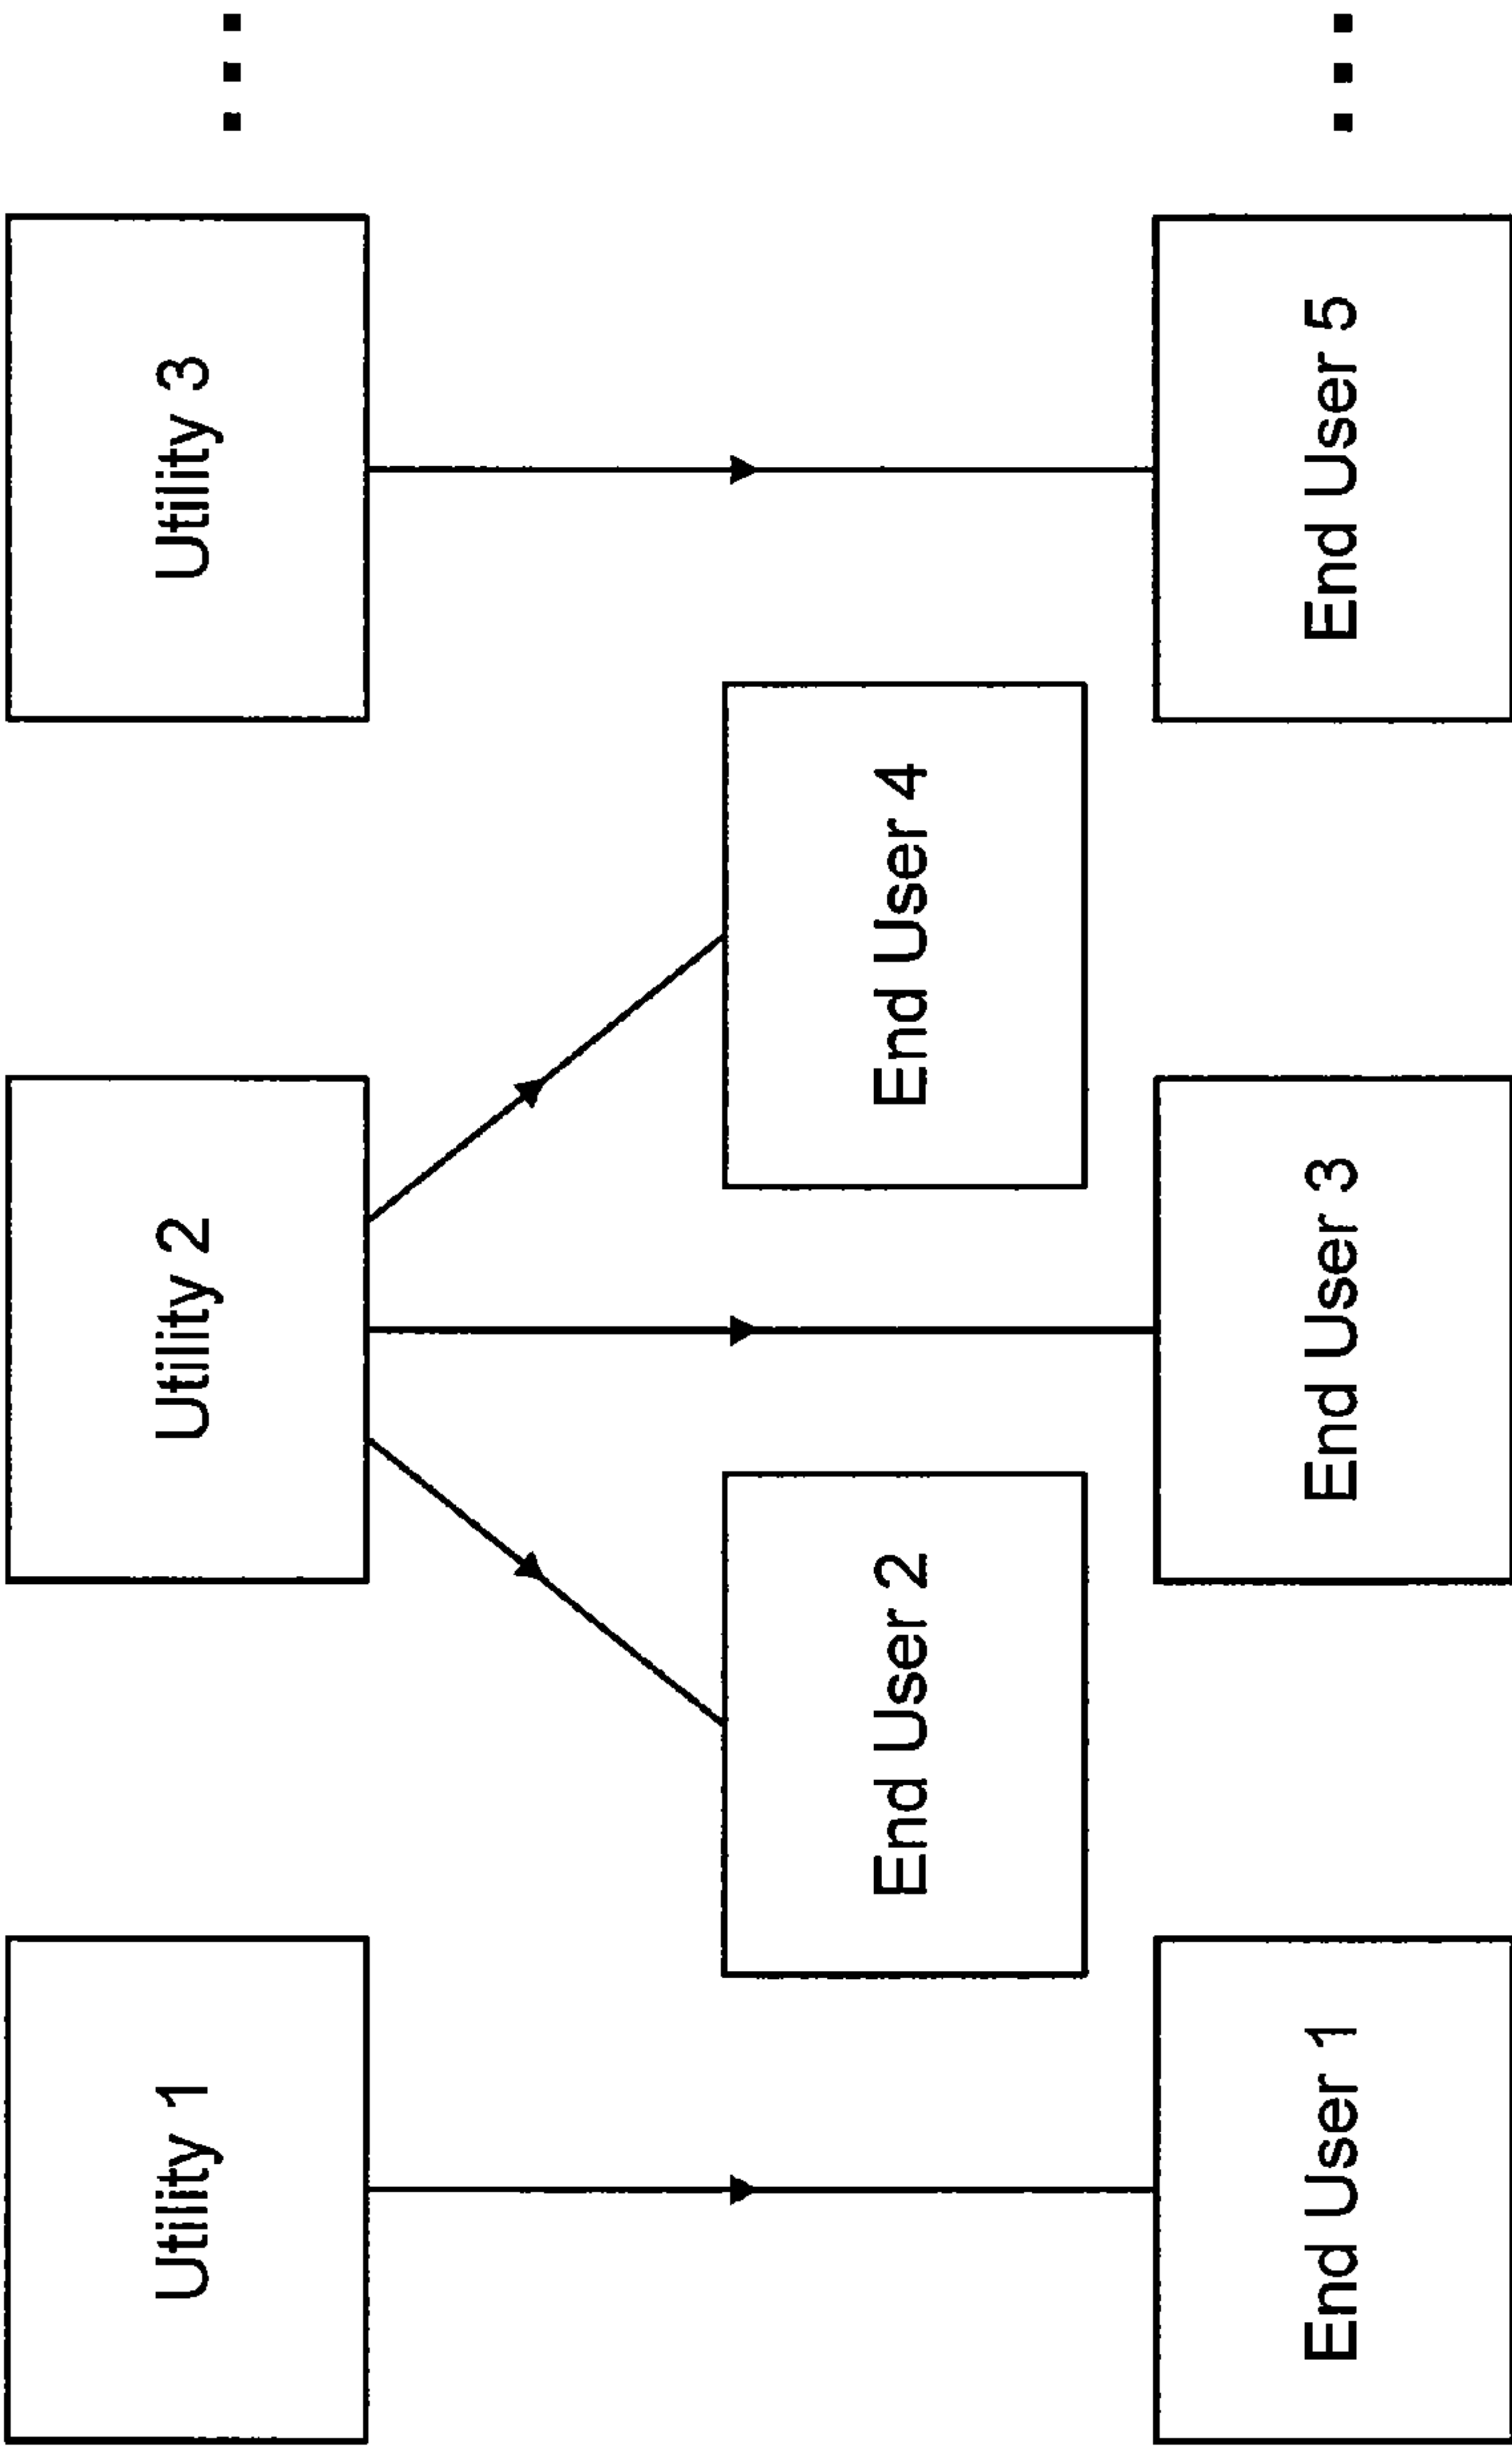 Utility 1
Utility 2
Utility 3
End User 2
End User 4
End User 1
End User 3
End User 5